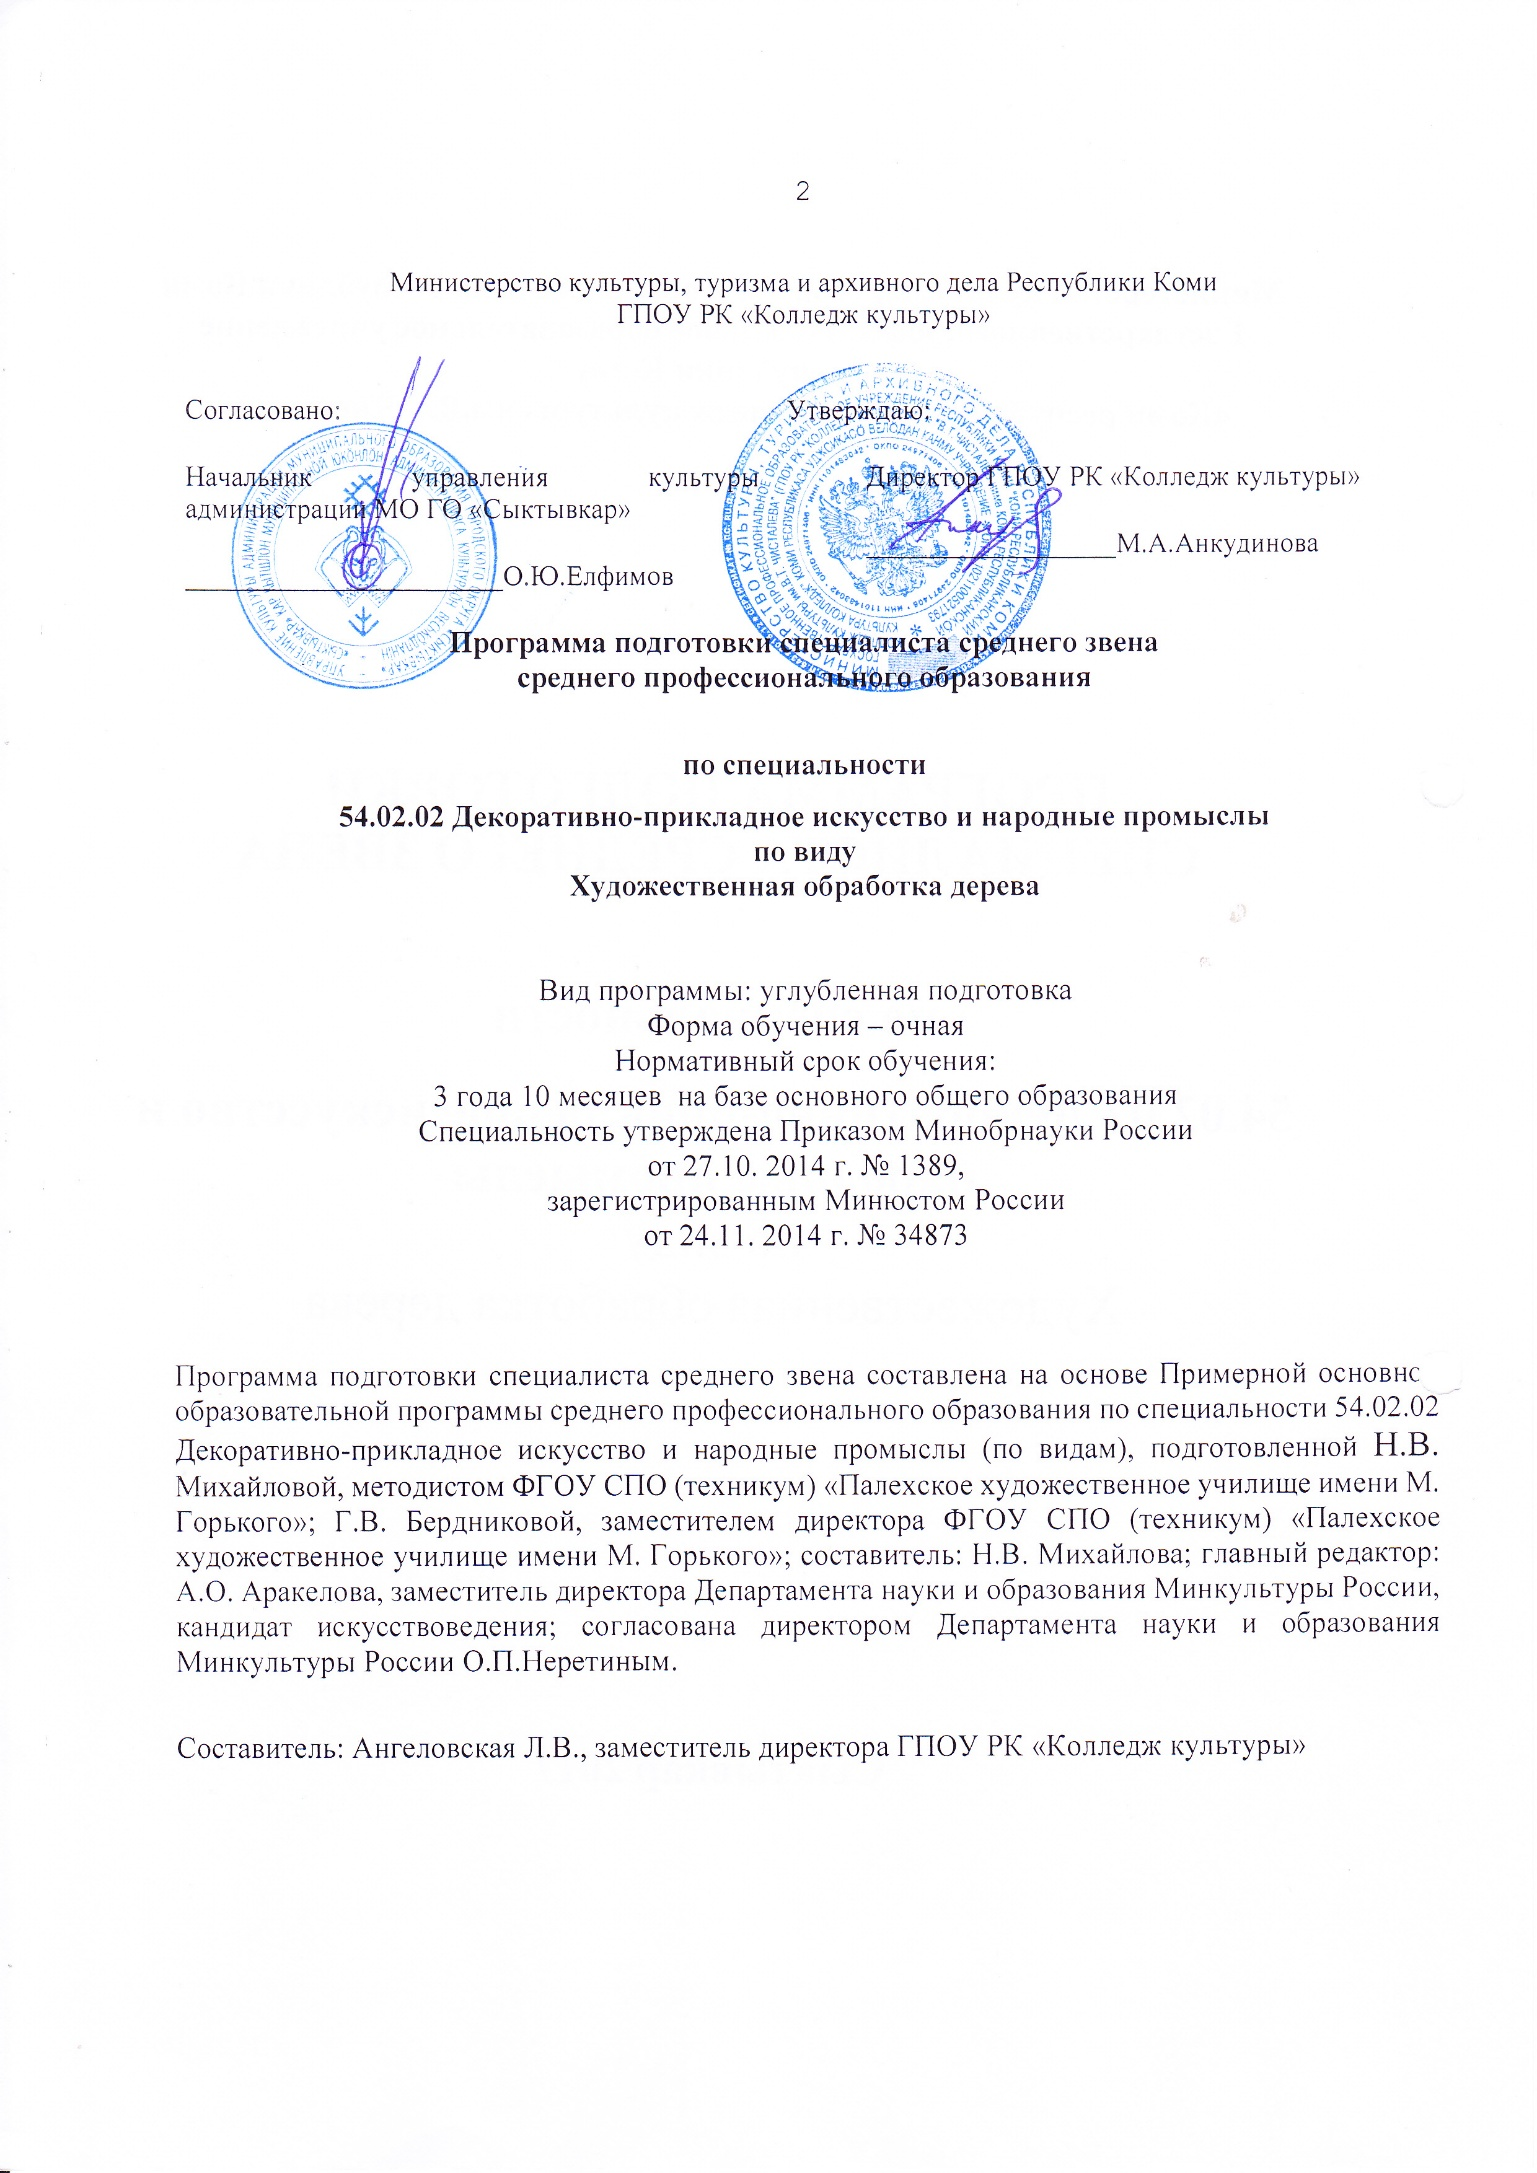 2
Министерство культуры, туризма и архивного дела Республики Коми
ГПОУ РК «Колледж культуры»
Согласовано:
Утверждаю:
Начальник управления культуры
администрации МО ГО «Сыктывкар»
О.Ю.Елфимов
Директор ГПОУ РК «Колледж культуры»
М.А.Анкудинова
Программа подготовки специалиста среднего звена
среднего профессионального образования
по специальности
54.02.02 Декоративно-прикладное искусство и народные промыслы
по виду
Художественная обработка дерева
Вид программы: углубленная подготовка
Форма обучения – очная
Нормативный срок обучения:
3 года 10 месяцев на базе основного общего образования
Специальность утверждена Приказом Минобрнауки России
от 27.10. 2014 г. № 1389,
зарегистрированным Минюстом России
от 24.11. 2014 г. № 34873
Программа подготовки специалиста среднего звена составлена на основе Примерной основнс
образовательной программы среднего профессионального образования по специальности 54.02.02
Декоративно-прикладное искусство и народные промыслы (по видам), подготовленной Н.В.
Михайловой, методистом ФГОУ СПО (техникум) «Палехское художественное училище имени М.
Горького»; Г.В. Бердниковой, заместителем директора ФГОУ СПО (техникум) «Палехское
художественное училище имени М. Горького»; составитель: Н.В. Михайлова; главный редактор:
А.О. Аракелова, заместитель директора Департамента науки и образования Минкультуры России,
кандидат искусствоведения; согласована директором Департамента науки и образования
Минкультуры России О.П.Неретиным.
Составитель: Ангеловская Л.В., заместитель директора ГПОУ РК «Колледж культуры»